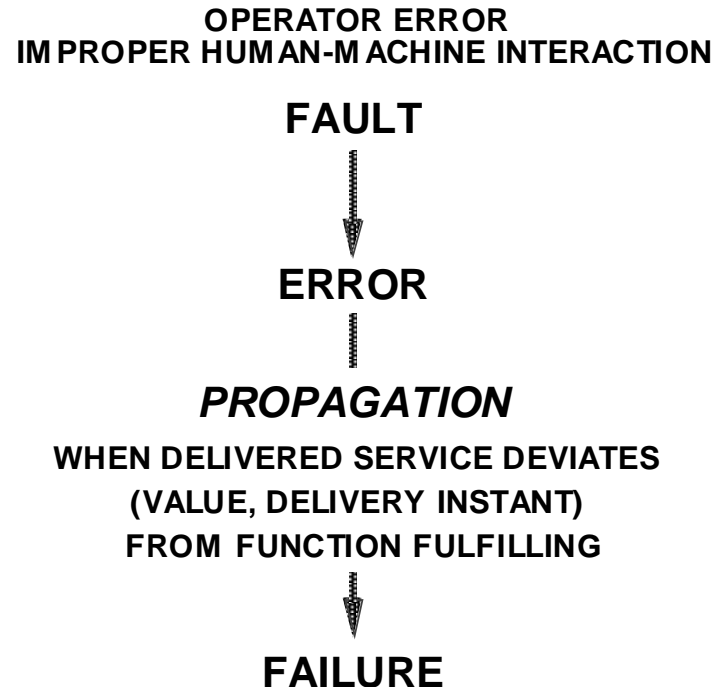 OPERATOR ERROR
IMPROPER HUMAN-MACHINE INTERACTION
FAULT
ERROR
PROPAGATION
WHEN DELIVERED SERVICE DEVIATES
(VALUE, DELIVERY INSTANT)
FROM FUNCTION FULFILLING
FAILURE